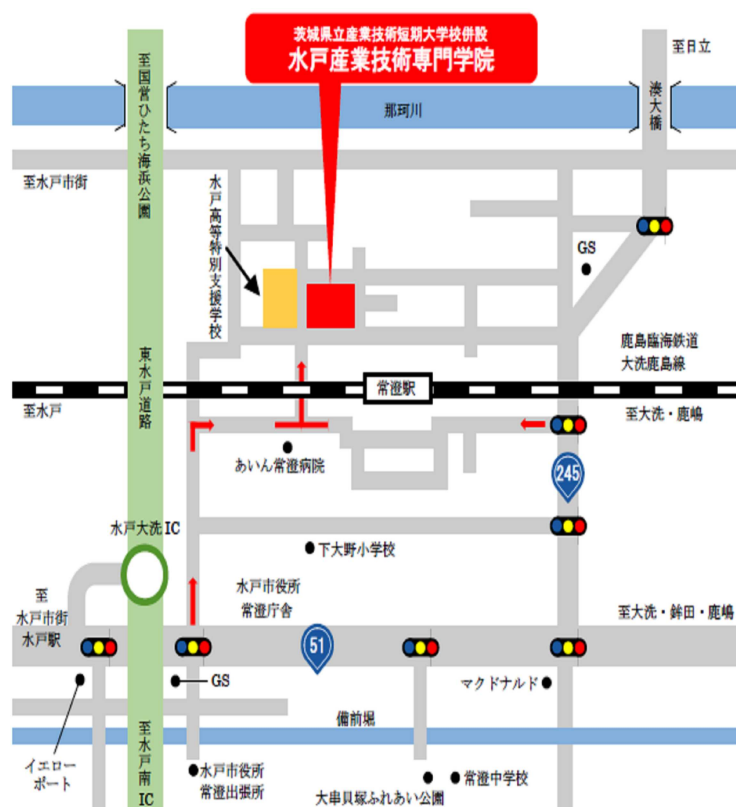 茨城県立産業技術短期大学校併設
水戸産業技術専門学院
至日立
至国営ひたち海浜公園
那珂川
湊大橋
至水戸市街
水戸高等特別支援学校
GS
東水戸道路
鹿島臨海鉄道
大洗鹿島線
常澄駅
至水戸
至大洗・鹿嶋
あいん常澄病院
245
水戸大洗IC
下大野小学校
至
水戸市街
水戸駅
水戸市役所
常澄庁舎
至大洗・鉾田・鹿嶋
51
GS
マクドナルド
備前堀
イエロー
ポート
至水戸南IC
水戸市役所
常澄出張所
大串貝塚ふれあい公園
常澄中学校